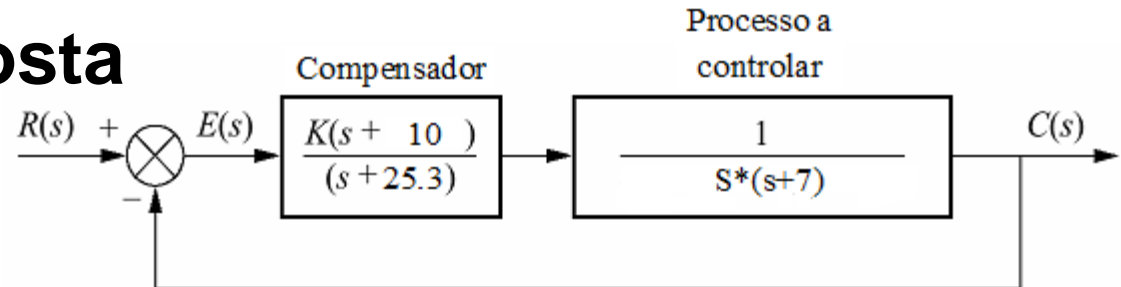 osta
Processo a
controlar
Compensador
R(s) +
E(s)
K(s + 10 )
(s + 25.3)
1
S*(s+7)
C(s)
−